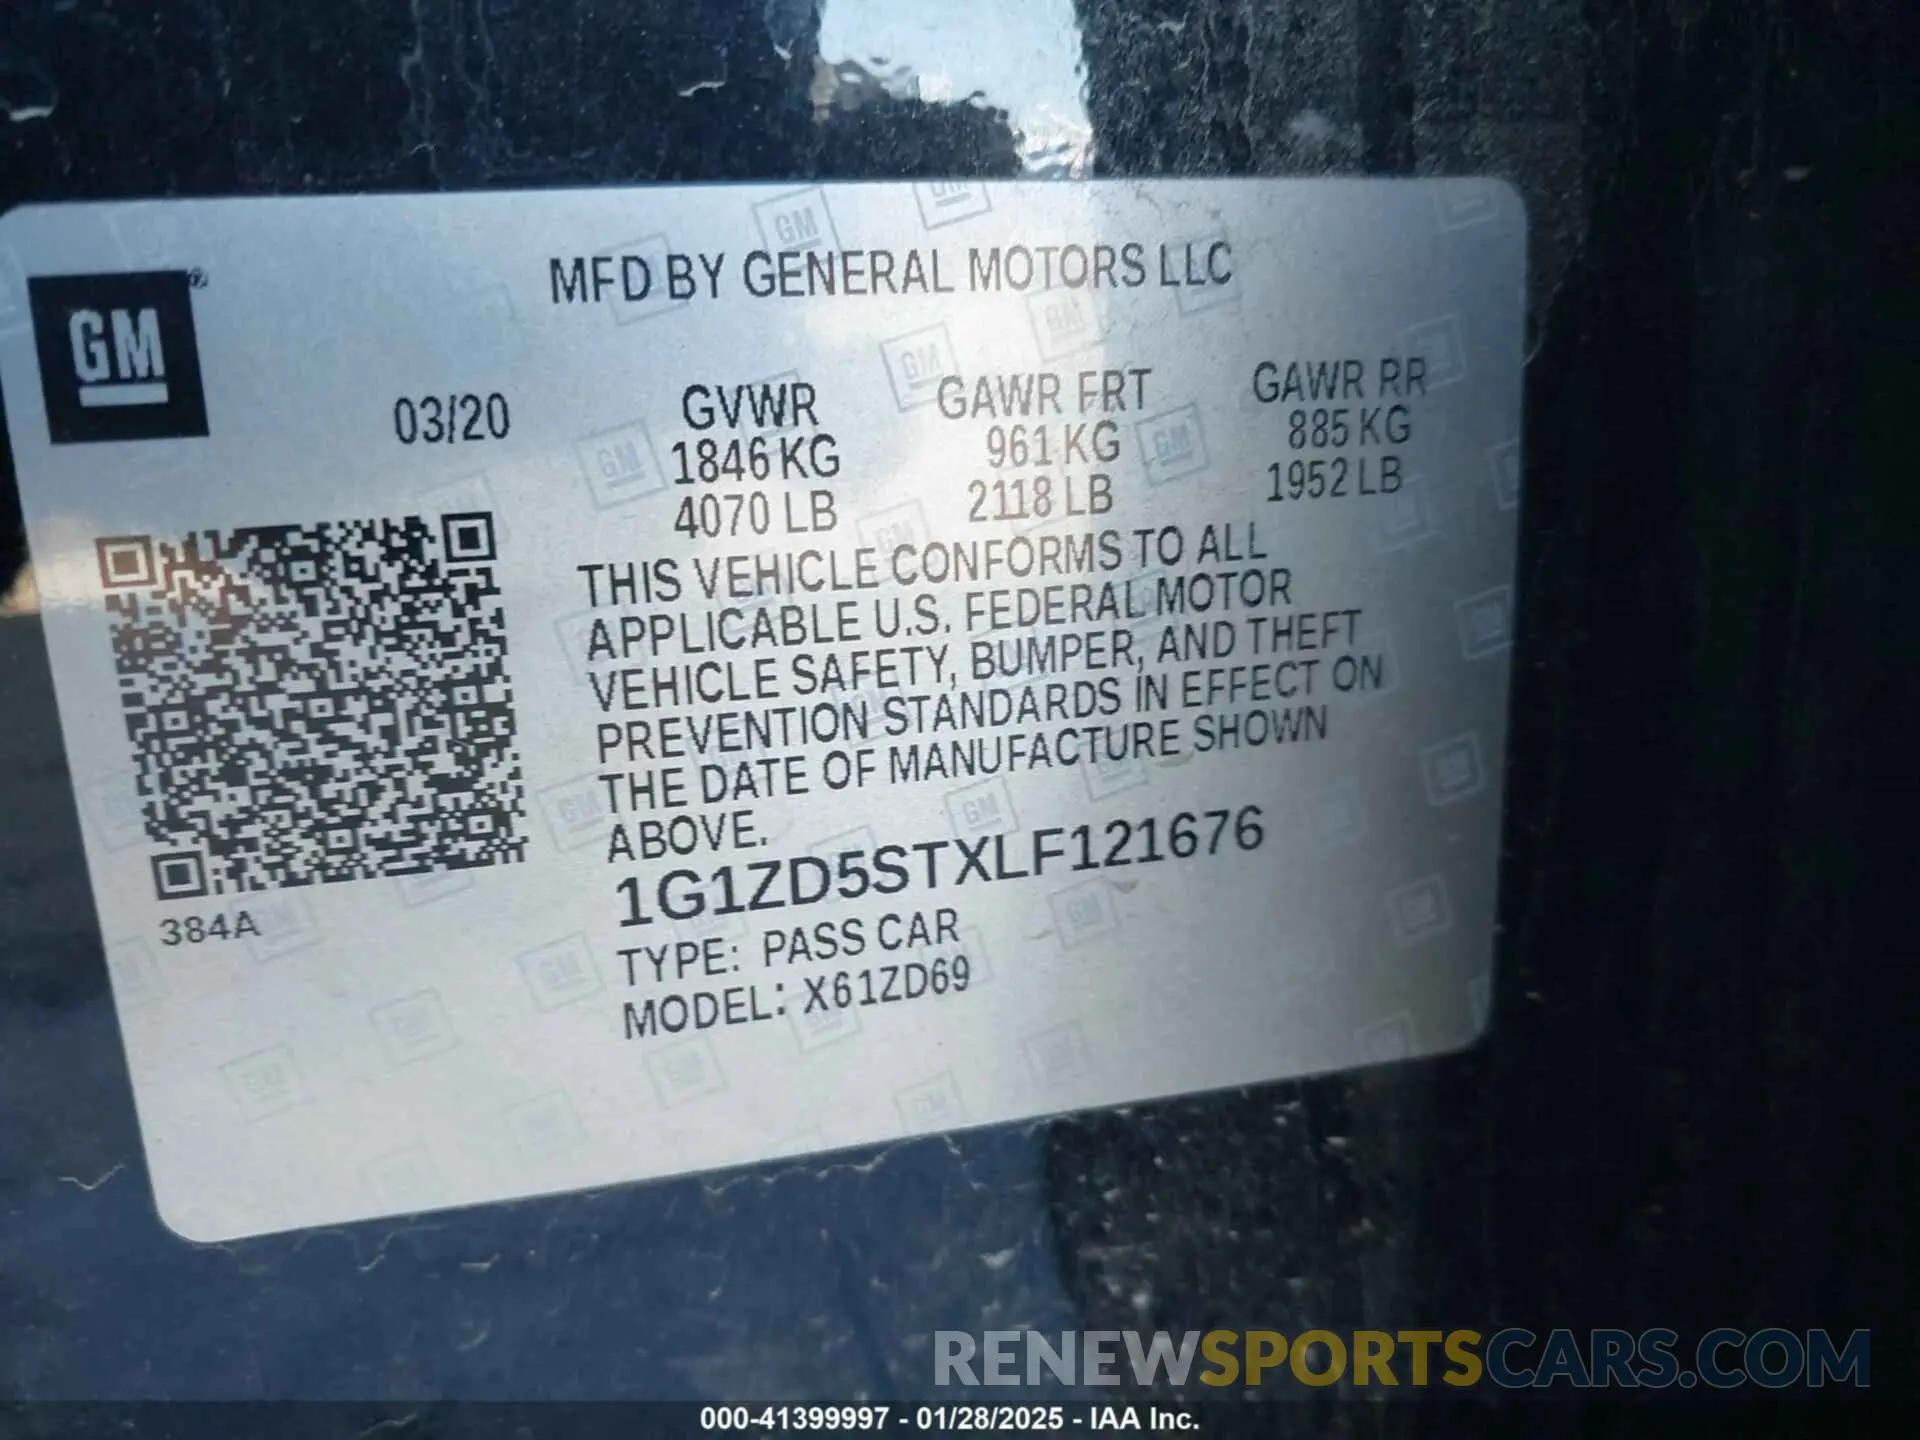 MFD BY GENERAL MOTORS LLC
GM
03/20
GVWR
1846 KG
4070 LB
GAWR FRT
961 KG
2118 LB
GAWR RR
885 KG
1952 LB
THIS VEHICLE CONFORMS TO ALL
APPLICABLE U.S. FEDERAL MOTOR
VEHICLE SAFETY, BUMPER, AND THEFT
PREVENTION STANDARDS IN EFFECT ON
THE DATE OF MANUFACTURE SHOWN
ABOVE.
1G1ZD5STXLF121676
TYPE: PASS CAR
MODEL: X61ZD69
384A
RENEWSPORTSCARS.COM
000-41399997 - 01/28/2025 - IAA Inc.